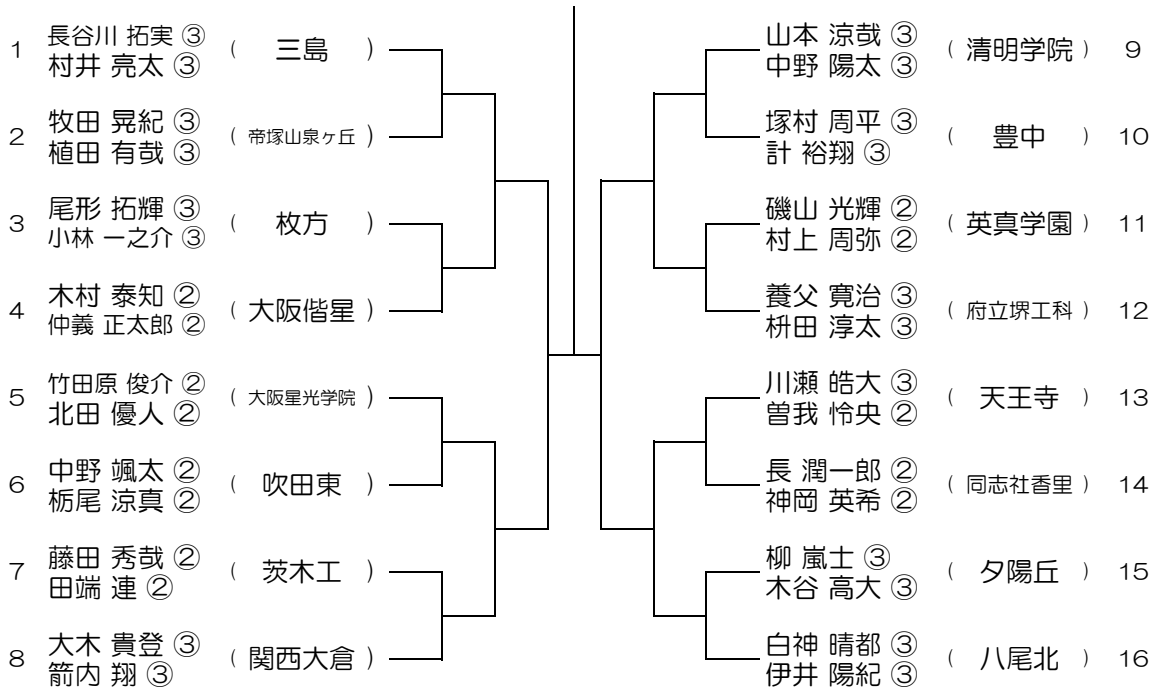 1 長谷川 拓実 ③ ( 三島 )
村井 亮太 ③
2 牧田 晃紀 ③ ( 帝塚山泉ヶ丘 )
植田 有哉 ③
3 尾形 拓輝 ③ ( 枚方 )
小林 一之介 ③
4 木村 泰知 ② ( 大阪偕星 )
仲義 正太郎 ②
5 竹田原 俊介 ② ( 大阪星光学院 )
北田 優人 ②
6 中野 颯太 ② ( 吹田東 )
栃尾 涼真 ②
7 藤田 秀哉 ② ( 茨木工 )
田端 連 ②
8 大木 貴登 ③ ( 関西大倉 )
箭内 翔 ③
山本 涼哉 ③ ( 清明学院 ) 9
中野 陽太 ③
塚村 周平 ③ ( 豊中 ) 10
計 裕翔 ③
磯山 光輝 ② ( 英真学園 ) 11
村上 周弥 ②
養父 寛治 ③ ( 府立堺工科 ) 12
枡田 淳太 ③
川瀬 皓大 ③ ( 天王寺 ) 13
曽我 怜央 ②
長 潤一郎 ② ( 同志社香里 ) 14
神岡 英希 ②
柳 嵐士 ③ ( 夕陽丘 ) 15
木谷 高大 ③
白神 晴都 ③ ( 八尾北 ) 16
伊井 陽紀 ③